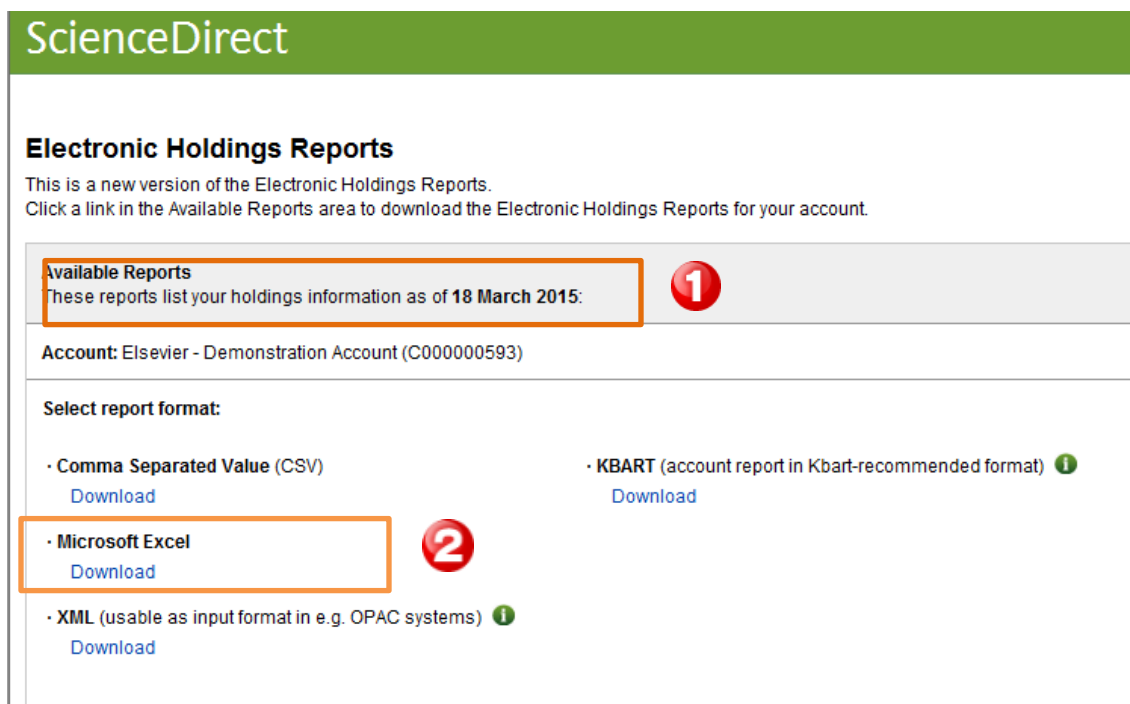 ScienceDirect
Electronic Holdings Reports
This is a new version of the Electronic Holdings Reports.
Click a link in the Available Reports area to download the Electronic Holdings Reports for your account.
Available Reports
These reports list your holdings information as of 18 March 2015:
1
Account: Elsevier - Demonstration Account (C000000593)
Select report format:
· Comma Separated Value (CSV)
Download
· KBART (account report in Kbart-recommended format) i
Download
· Microsoft Excel
Download
2
· XML (usable as input format in e.g. OPAC systems) i
Download